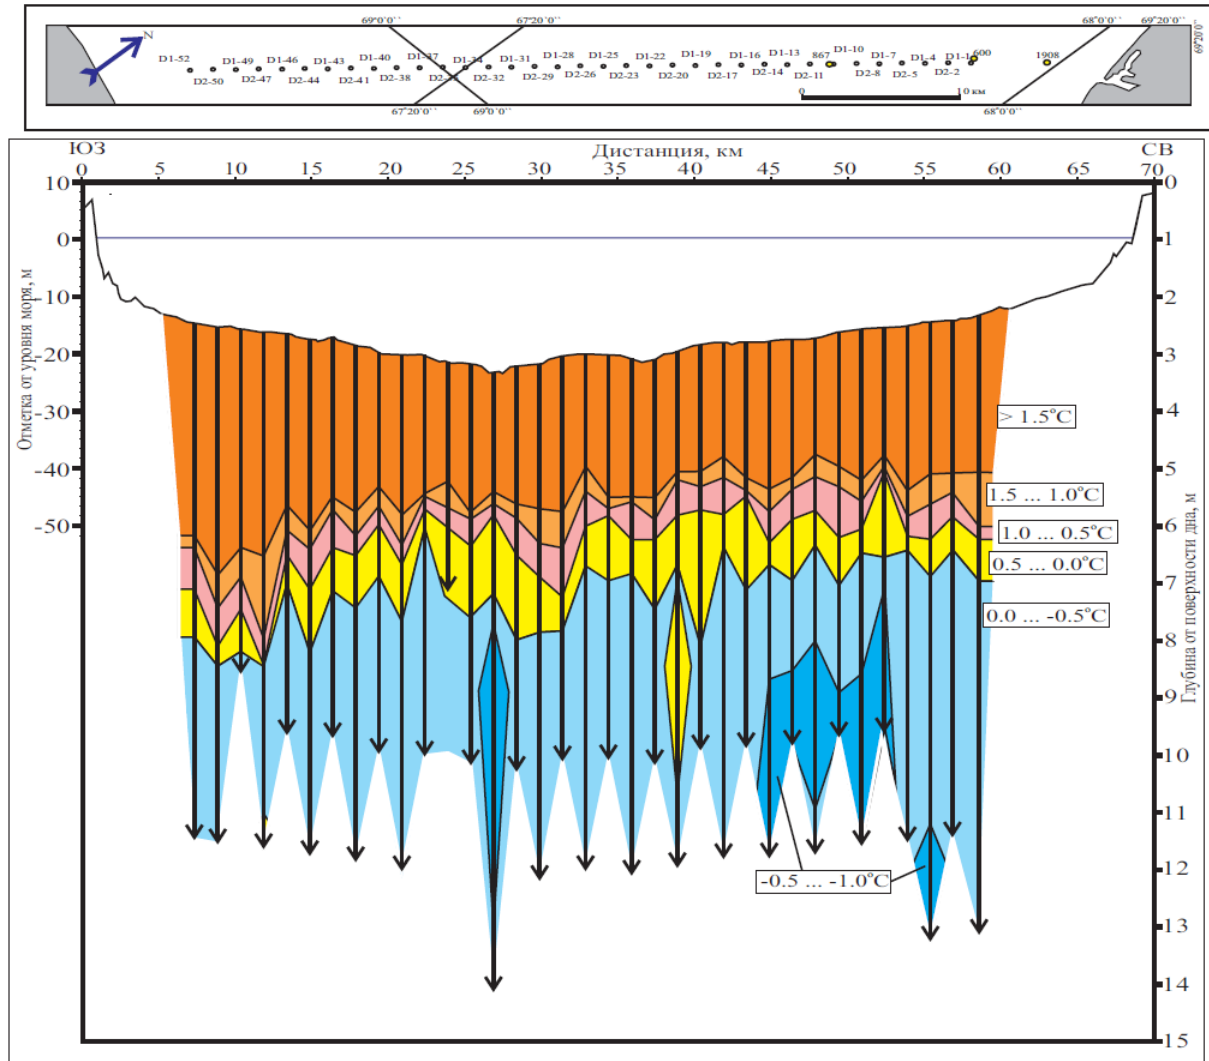 69°0'0'' 67°20'0'' 68°0'0'' 69°20'0''
69°20'0''
N
D1-52 D1-49 D1-46 D1-43 D1-40 D1-37 D1-34 D1-31 D1-28 D1-25 D1-22 D1-19 D1-16 D1-13 867 D1-10 D1-7 D1-4 D1-1 600 1908
D2-50 D2-47 D2-44 D2-41 D2-38 D2-35 D2-32 D2-29 D2-26 D2-23 D2-20 D2-17 D2-14 D2-11 D2-8 D2-5 D2-2
0 10 км
67°20'0'' 69°0'0'' 68°0'0''
ЮЗ Дистанция, км СВ
0 5 10 15 20 25 30 35 40 45 50 55 60 65 70
Отметка от уровня моря, м
10
0
-10
-20
-30
-40
-50
> 1.5°C
1.5 ... 1.0°C
1.0 ... 0.5°C
0.5 ... 0.0°C
0.0 ... -0.5°C
-0.5 ... -1.0°C
Глубина от поверхности дна, м
0
1
2
3
4
5
6
7
8
9
10
11
12
13
14
15